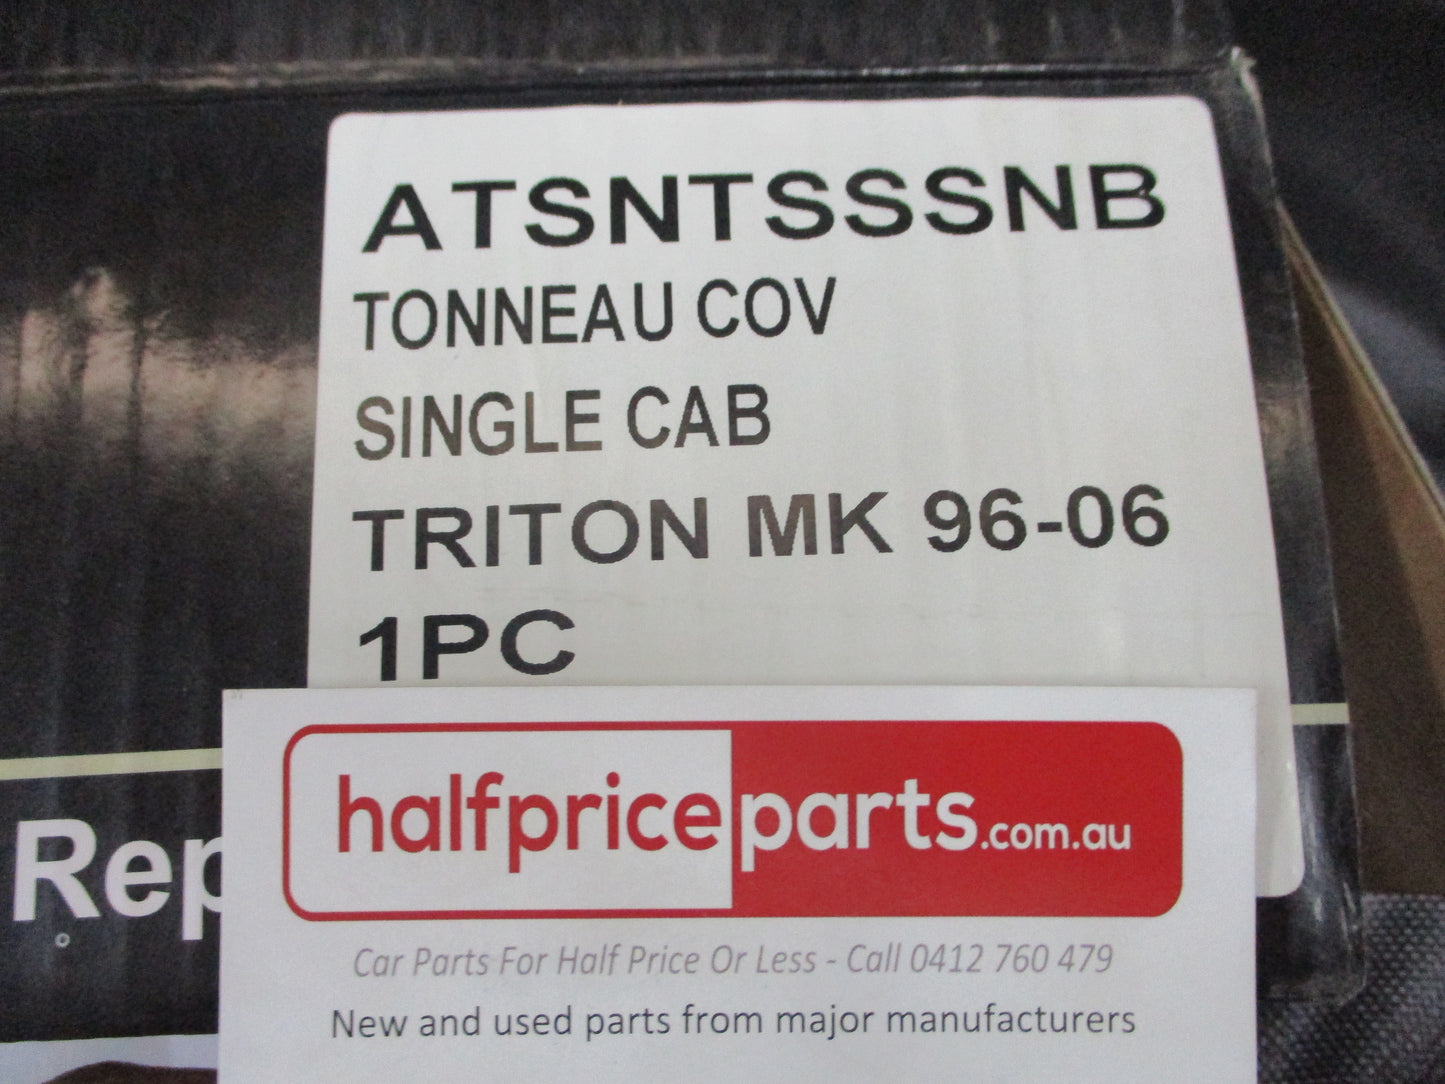 ATSNTSSSNB
TONNEAU COV
SINGLE CAB
TRITON MK 96-06
1PC
Rep
halfpriceparts.com.au
Car Parts For Half Price Or Less - Call 0412 760 479
New and used parts from major manufacturers